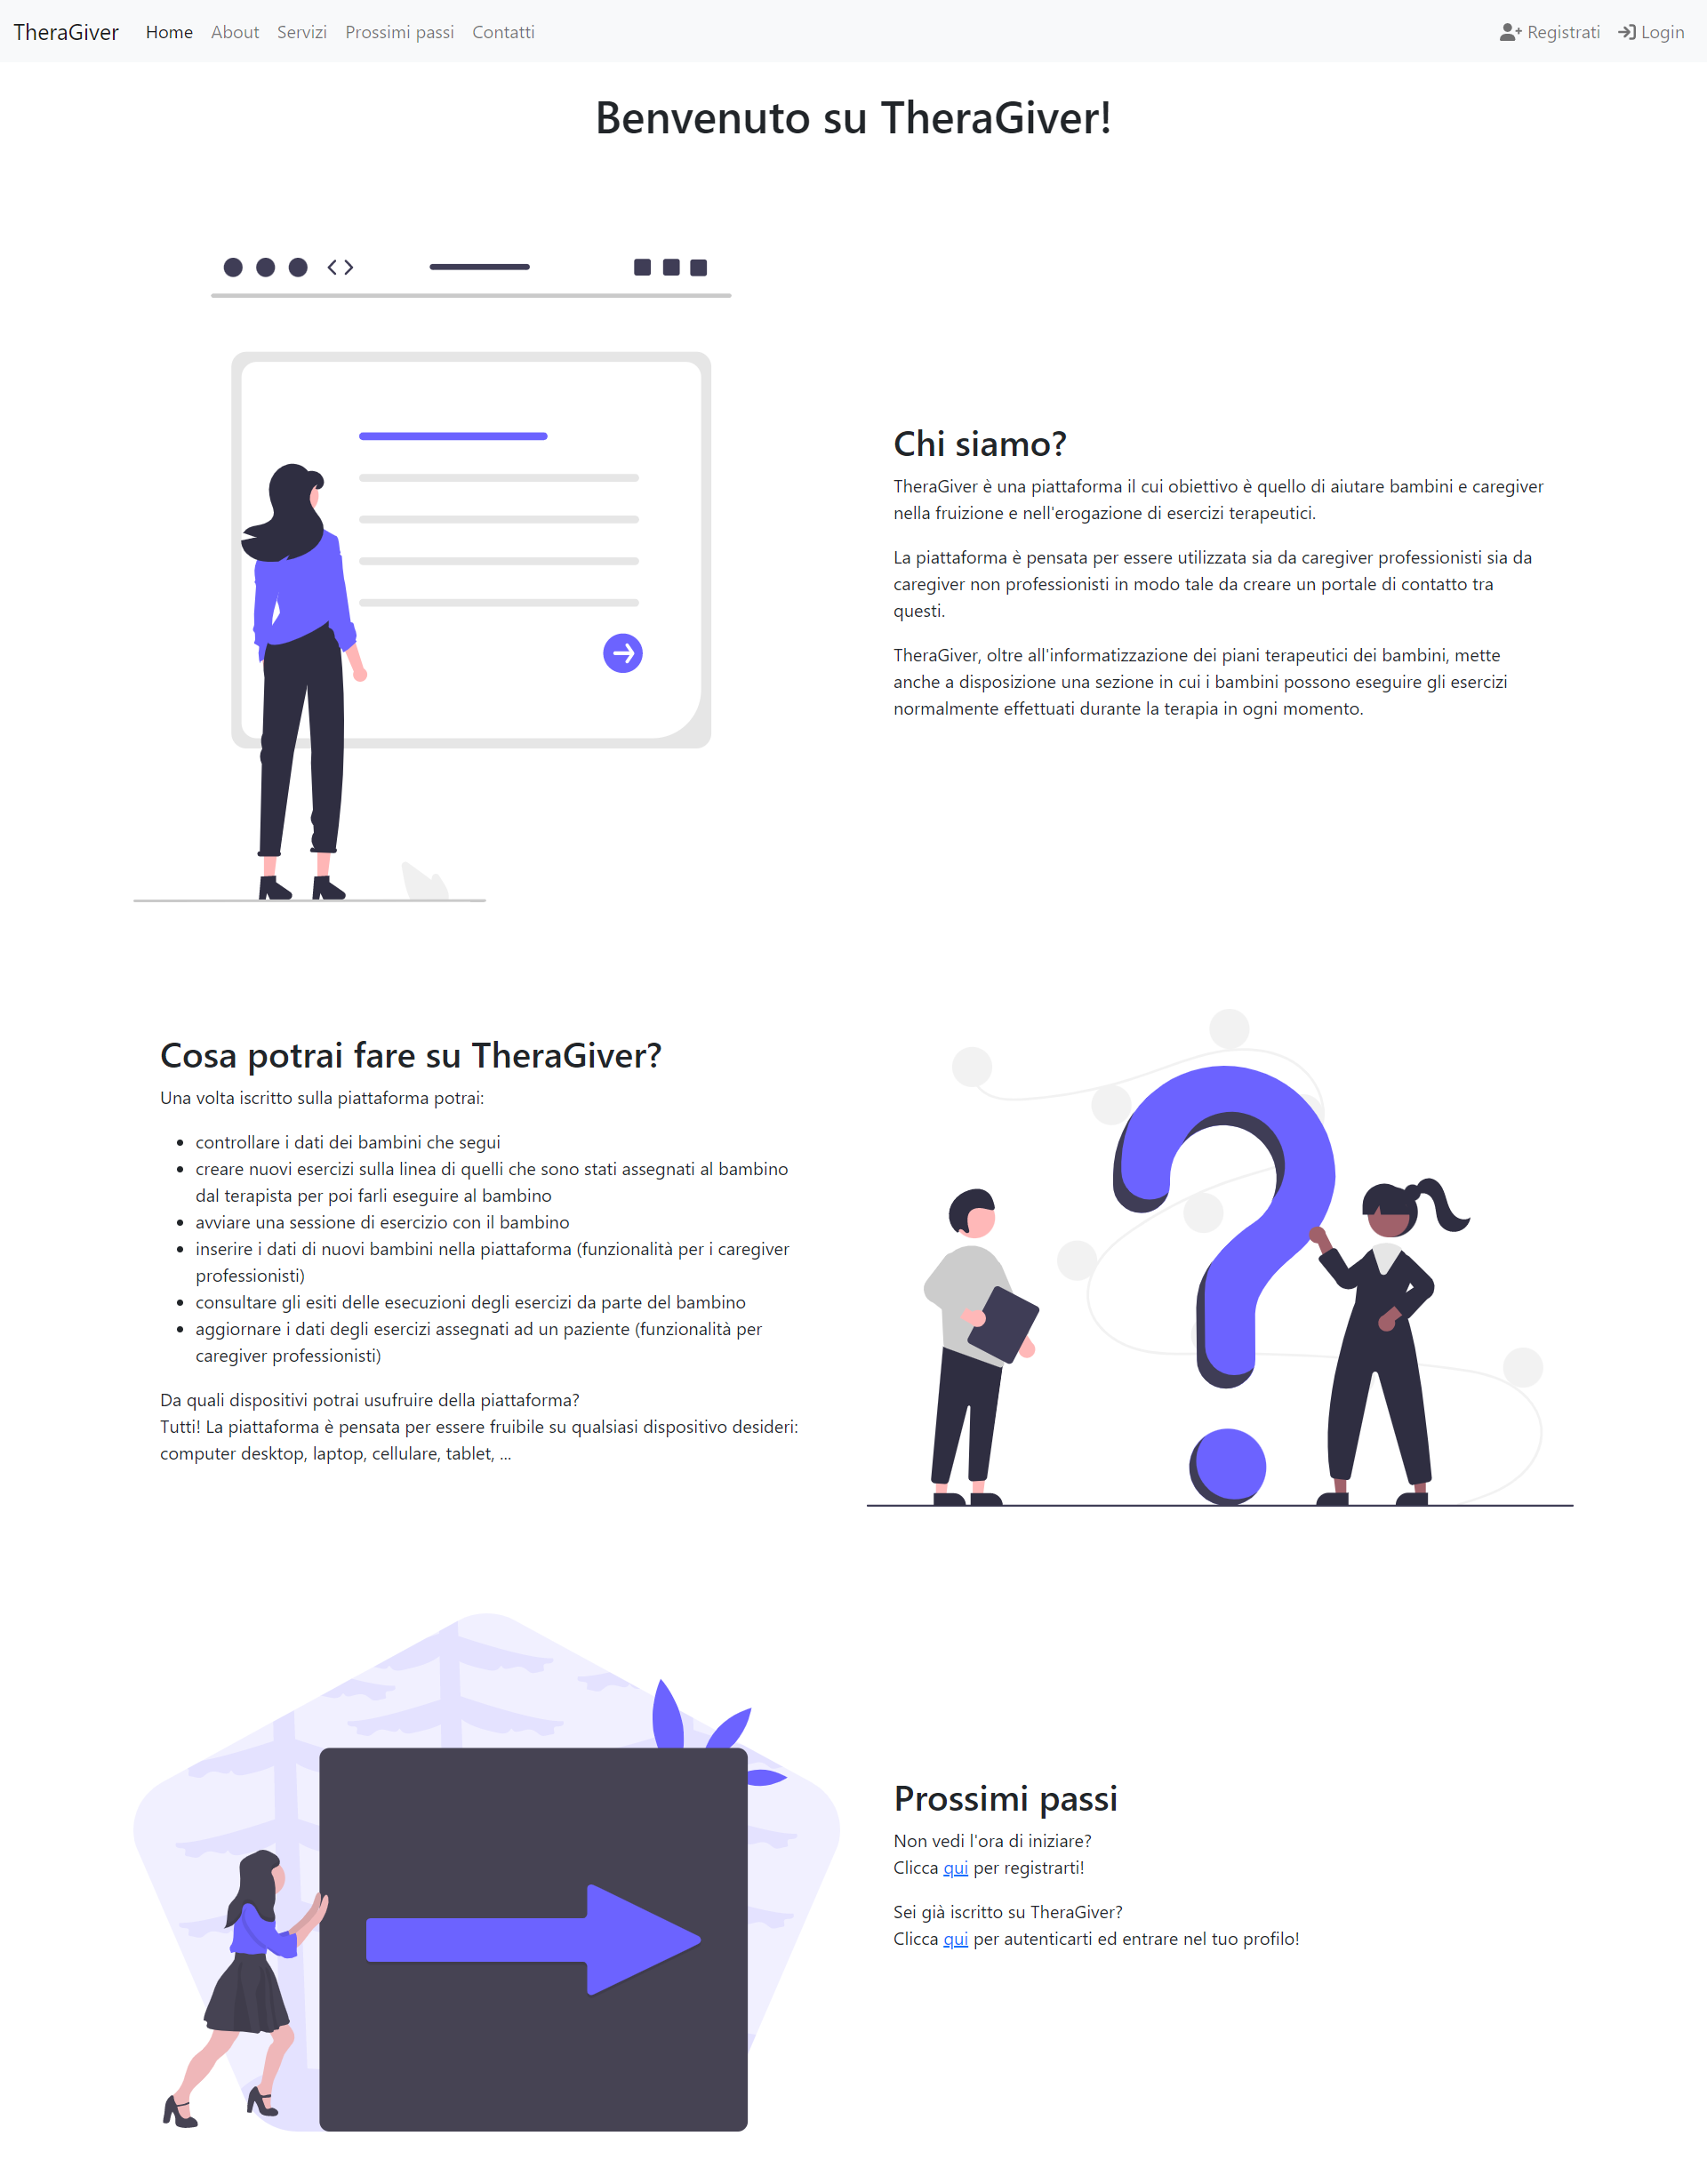 TheraGiver Home About Servizi Prossimi passi Contatti Registrati Login
Benvenuto su TheraGiver!
Chi siamo?
TheraGiver è una piattaforma il cui obiettivo è quello di aiutare bambini e caregiver
nella fruizione e nell'erogazione di esercizi terapeutici.
La piattaforma è pensata per essere utilizzata sia da caregiver professionisti sia da
caregiver non professionisti in modo tale da creare un portale di contatto tra
questi.
TheraGiver, oltre all'informatizzazione dei piani terapeutici dei bambini, mette
anche a disposizione una sezione in cui i bambini possono eseguire gli esercizi
normalmente effettuati durante la terapia in ogni momento.
Cosa potrai fare su TheraGiver?
Una volta iscritto sulla piattaforma potrai:
• controllare i dati dei bambini che segui
• creare nuovi esercizi sulla linea di quelli che sono stati assegnati al bambino
dal terapista per poi farli eseguire al bambino
• avviare una sessione di esercizio con il bambino
• inserire i dati di nuovi bambini nella piattaforma (funzionalità per i caregiver
professionisti)
• consultare gli esiti delle esecuzioni degli esercizi da parte del bambino
• aggiornare i dati degli esercizi assegnati ad un paziente (funzionalità per
caregiver professionisti)
Da quali dispositivi potrai usufruire della piattaforma?
Tutti! La piattaforma è pensata per essere fruibile su qualsiasi dispositivo desideri:
computer desktop, laptop, cellulare, tablet, ...
Prossimi passi
Non vedi l'ora di iniziare?
Clicca qui per registrarti!
Sei già iscritto su TheraGiver?
Clicca qui per autenticarti ed entrare nel tuo profilo!